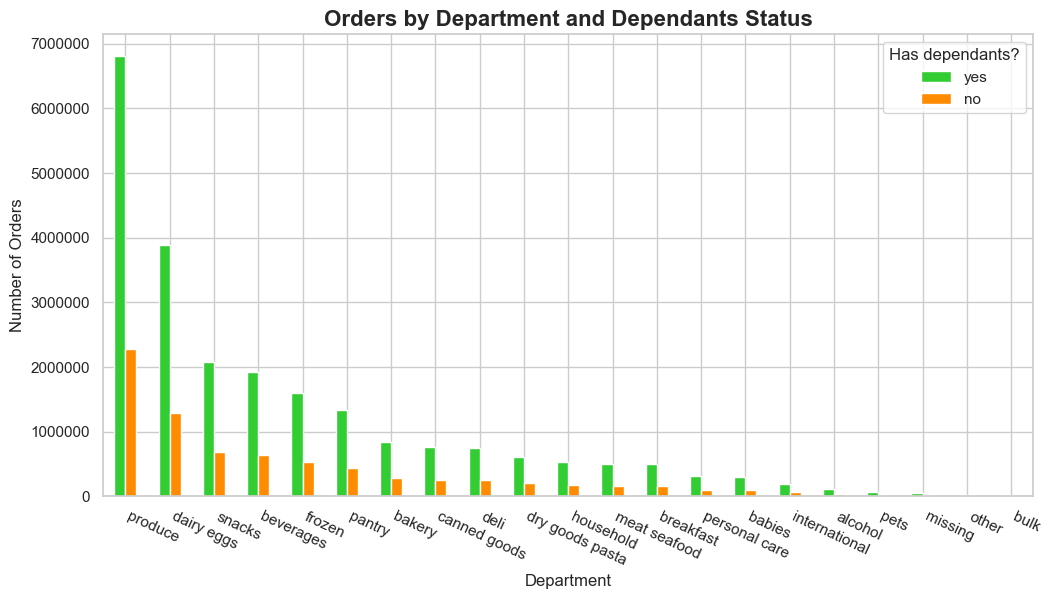 Orders by Department and Dependants Status
Has dependants?
yes
no
Number of Orders
7000000
6000000
5000000
4000000
3000000
2000000
1000000
0
produce
dairy eggs
snacks
beverages
frozen
pantry
bakery
canned goods
deli
dry goods pasta
household
meat seafood
breakfast
personal care
babies
international
alcohol
pets
missing
other
bulk
Department